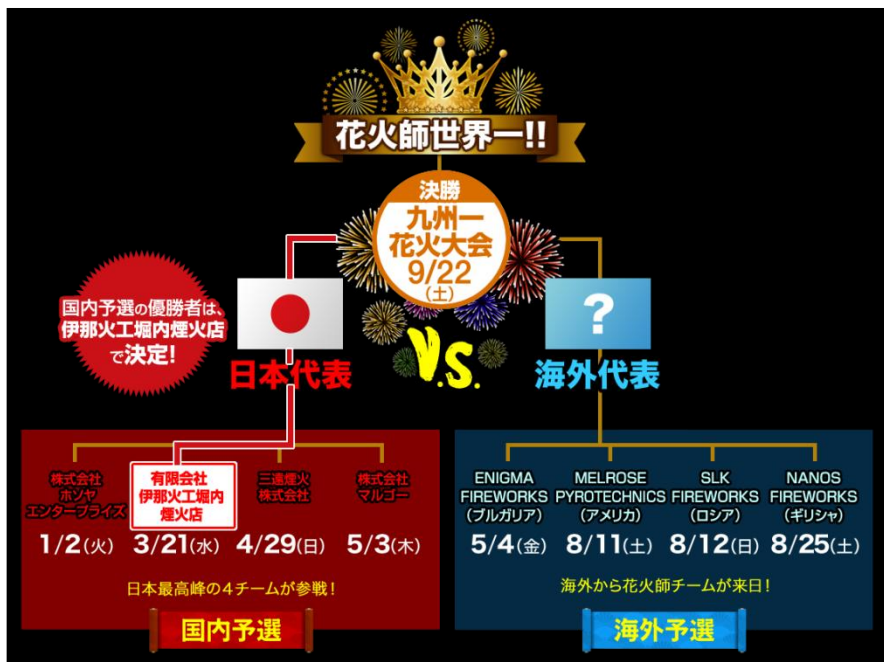 花火師世界一!!
決勝
九州一
花火大会
9/22
(土)
国内予選の優勝者は、
伊那火工堀内煙火店
で決定!
日本代表
V.S.
?
海外代表
株式会社
ホソヤ
エンタープライズ
1/2(火)
有限会社
伊那火工堀内
煙火店
3/21(水)
三遠煙火
株式会社
4/29(日)
株式会社
マルゴー
5/3(木)
日本最高峰の4チームが参戦!
国内予選
ENIGMA
FIREWORKS
(ブルガリア)
5/4(金)
MELROSE
PYROTECHNICS
(アメリカ)
8/11(土)
SLK
FIREWORKS
(ロシア)
8/12(日)
NANOS
FIREWORKS
(ギリシャ)
8/25(土)
海外から花火師チームが来日!
海外予選